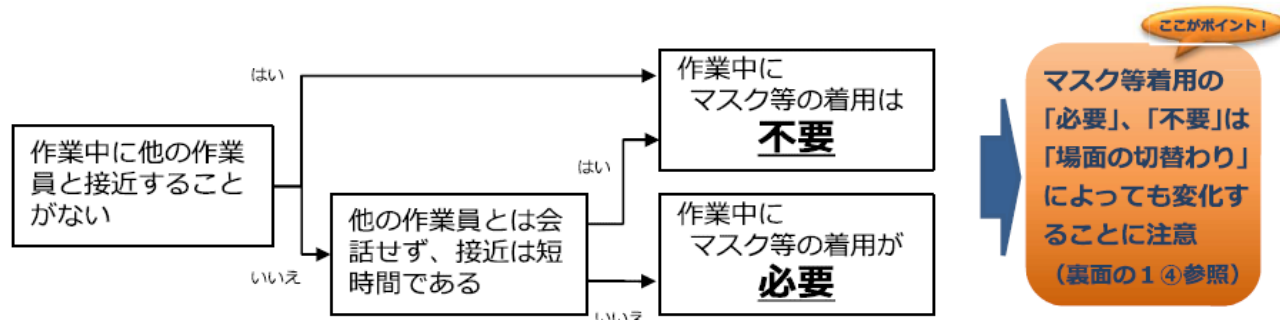 ここがポイント！
はい
作業中に
マスク等の着用は
不要
マスク等着用の
「必要」、「不要」は
「場面の切替わり」
によっても変化す
ることに注意
（裏面の１④参照）
作業中に他の作業
員と接近することが
がない
はい
他の作業員とは会
話せず、接近は短
時間である
いいえ
作業中に
マスク等の着用が
必要
いいえ